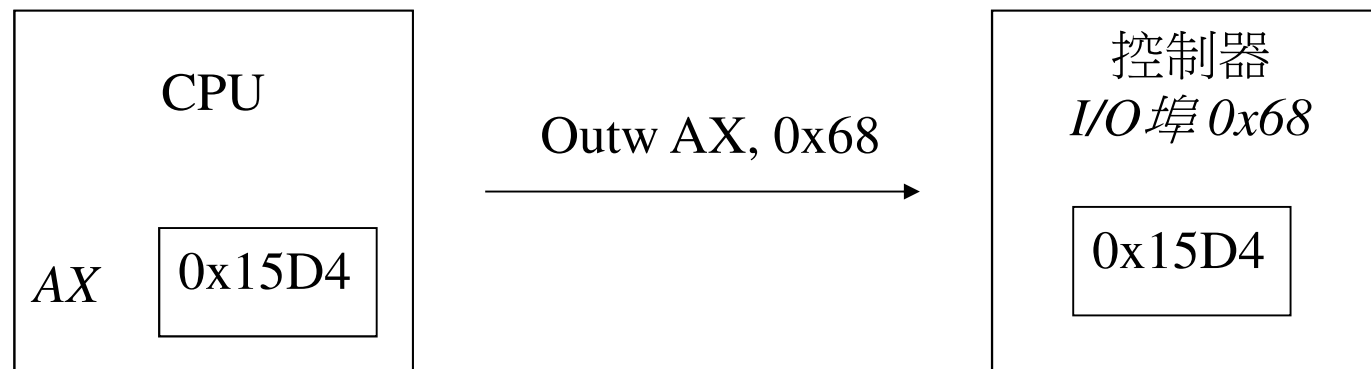 CPU
AX
0x15D4
Outw AX, 0x68
控制器
I/O埠 0x68
0x15D4